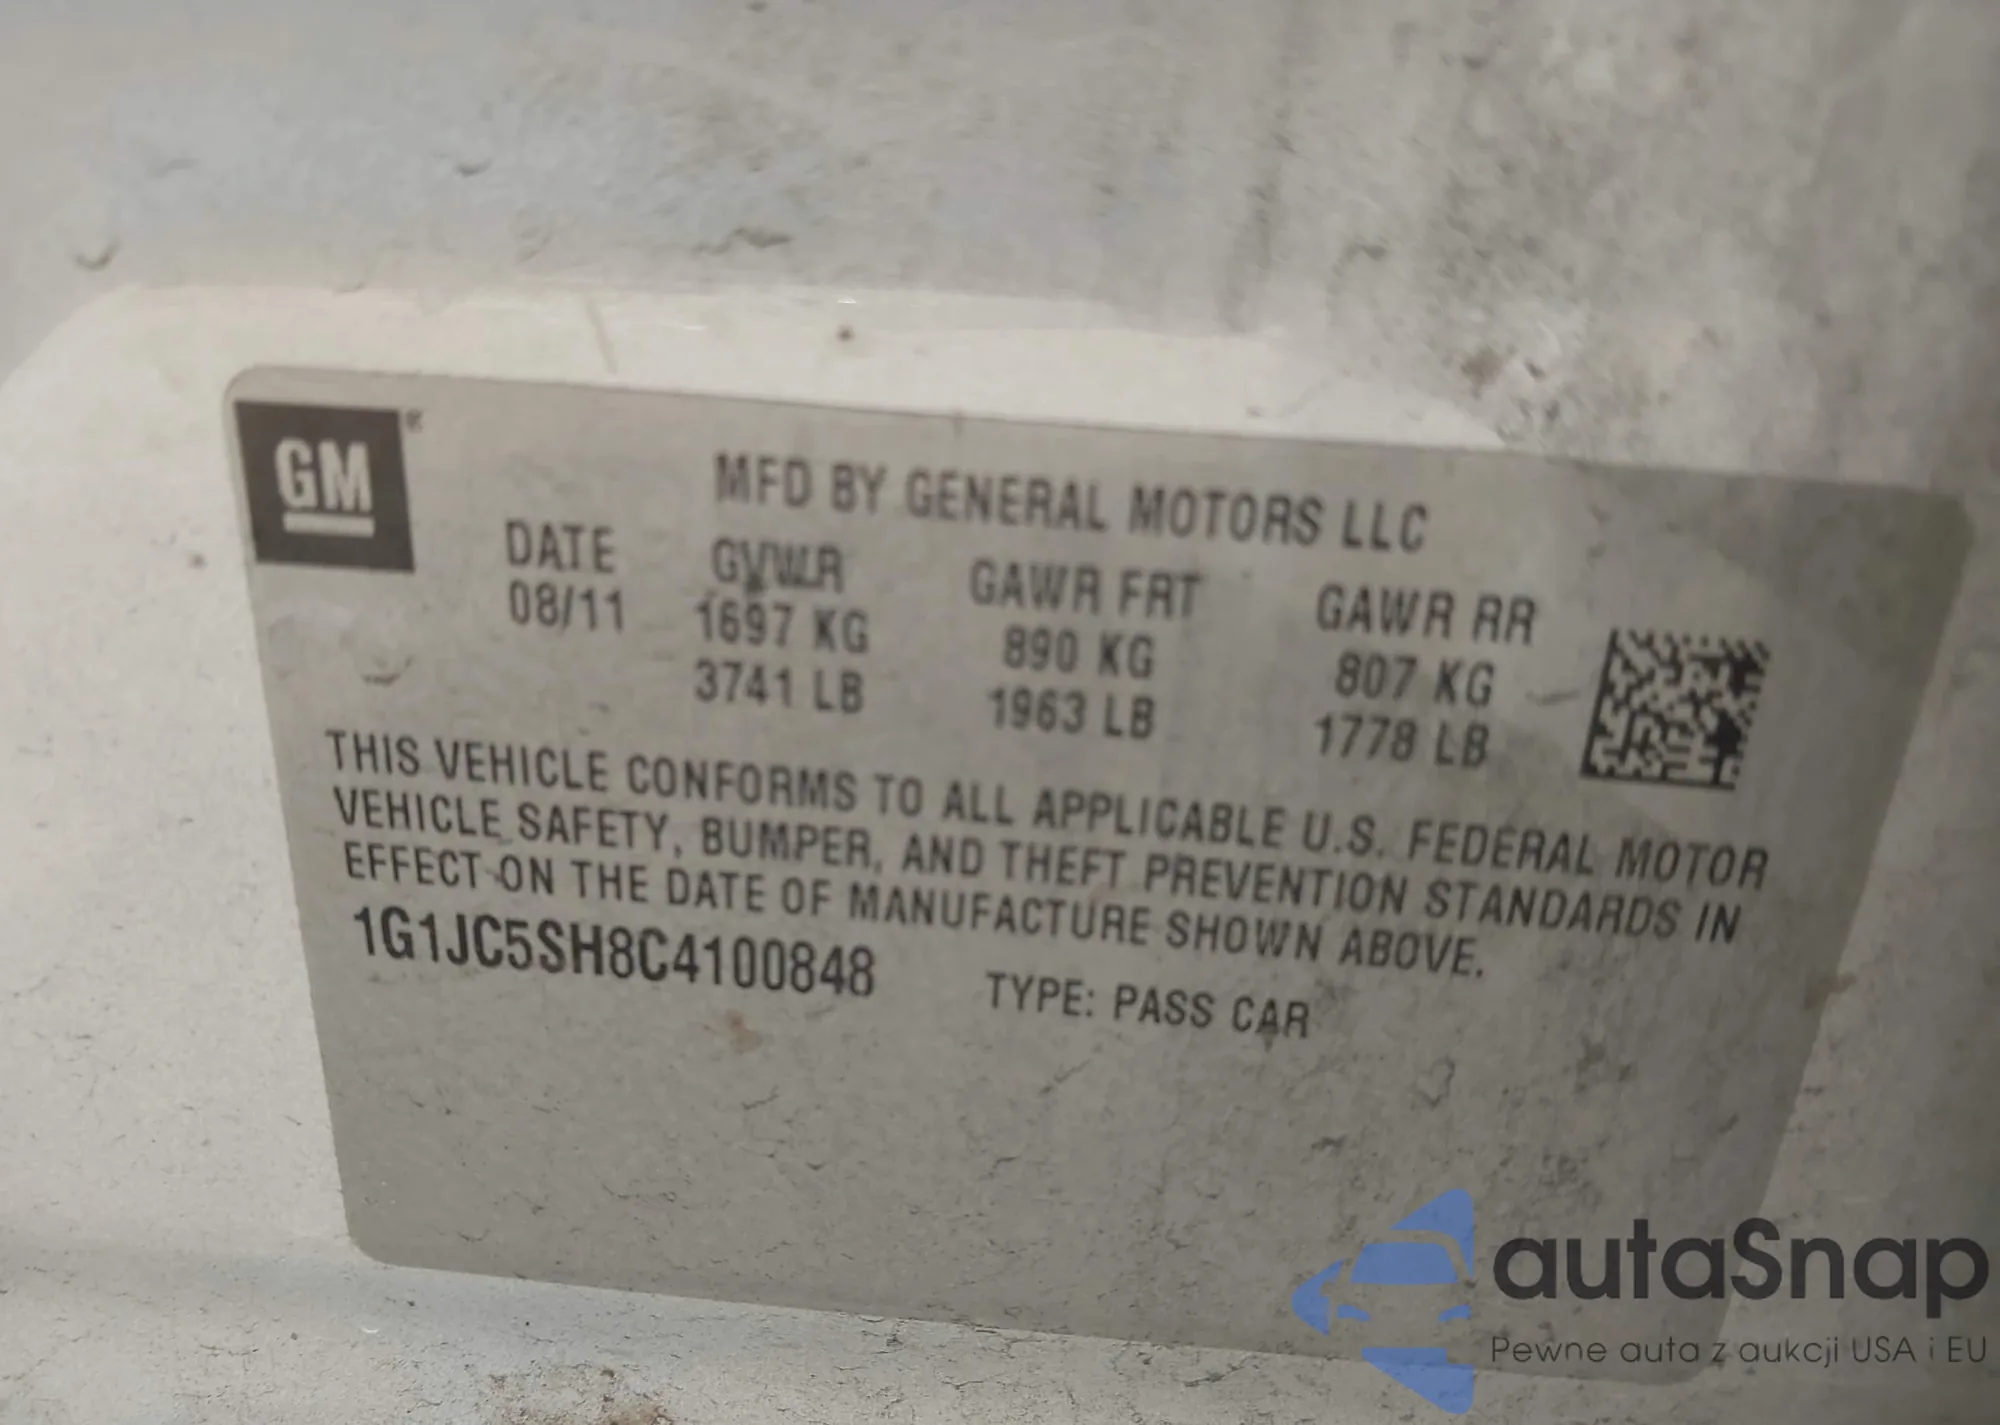 GM
MFD BY GENERAL MOTORS LLC
DATE GVWR GAWR FRT GAWR RR
08/11 1697 KG 890 KG 807 KG
3741 LB 1963 LB 1778 LB
THIS VEHICLE CONFORMS TO ALL APPLICABLE U.S. FEDERAL MOTOR
VEHICLE SAFETY, BUMPER, AND THEFT PREVENTION STANDARDS IN
EFFECT ON THE DATE OF MANUFACTURE SHOWN ABOVE.
1G1JC5SH8C4100848 TYPE: PASS CAR
autaSnap
Pewne auta z aukcji USA i EU